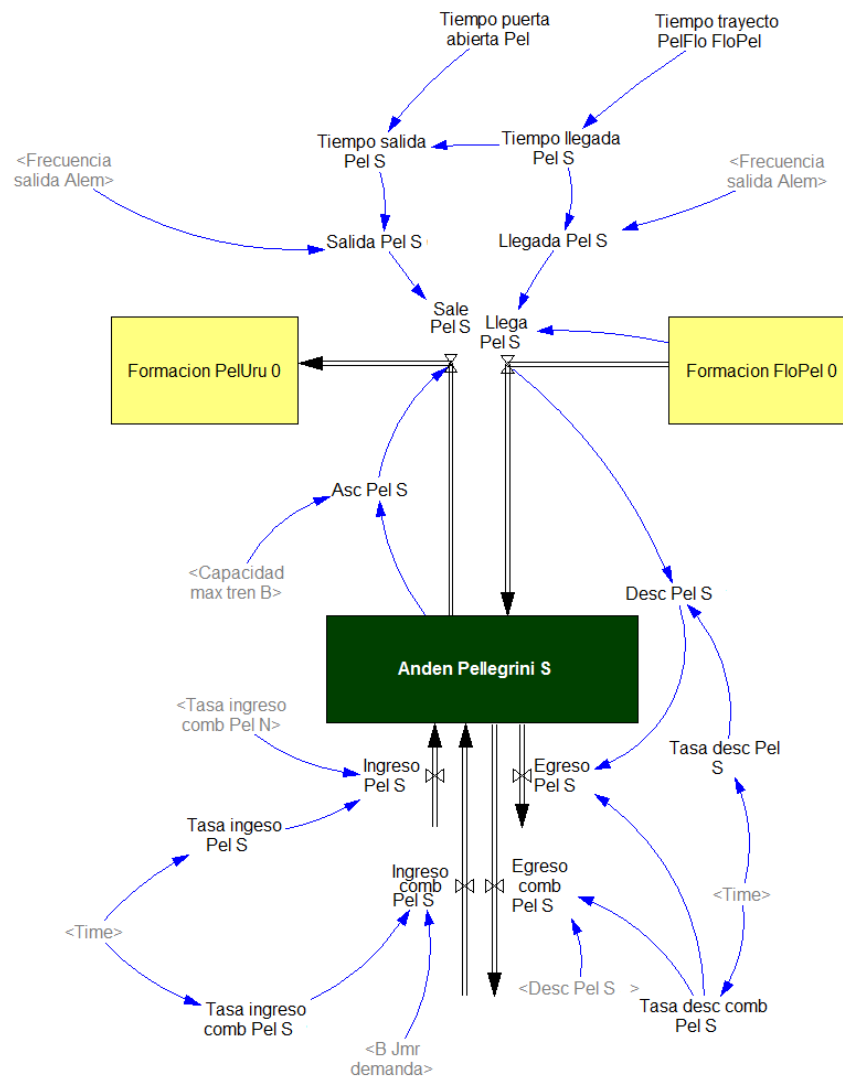 Tiempo puerta
abierta Pel
Tiempo trayecto
PelFlo FloPel
Tiempo salida
Pel S
Tiempo llegada
Pel S
<Frecuencia
salida Alem>
<Frecuencia
salida Alem>
Salida Pel S
Llegada Pel S
Sale
Pel S
Llega
Pel S
Formacion PelUru 0
Formacion FloPel 0
Asc Pel S
<Capacidad
max tren B>
Desc Pel S
Anden Pellegrini S
<Tasa ingreso
comb Pel N>
Ingreso
Pel S
Egreso
Pel S
Tasa desc Pel
S
Tasa ingeso
Pel S
Ingreso
comb
Pel S
Egreso
comb
Pel S
<Time>
<Time>
<Desc Pel S >
Tasa ingreso
comb Pel S
Tasa desc comb
Pel S
<B Jmr
demanda>